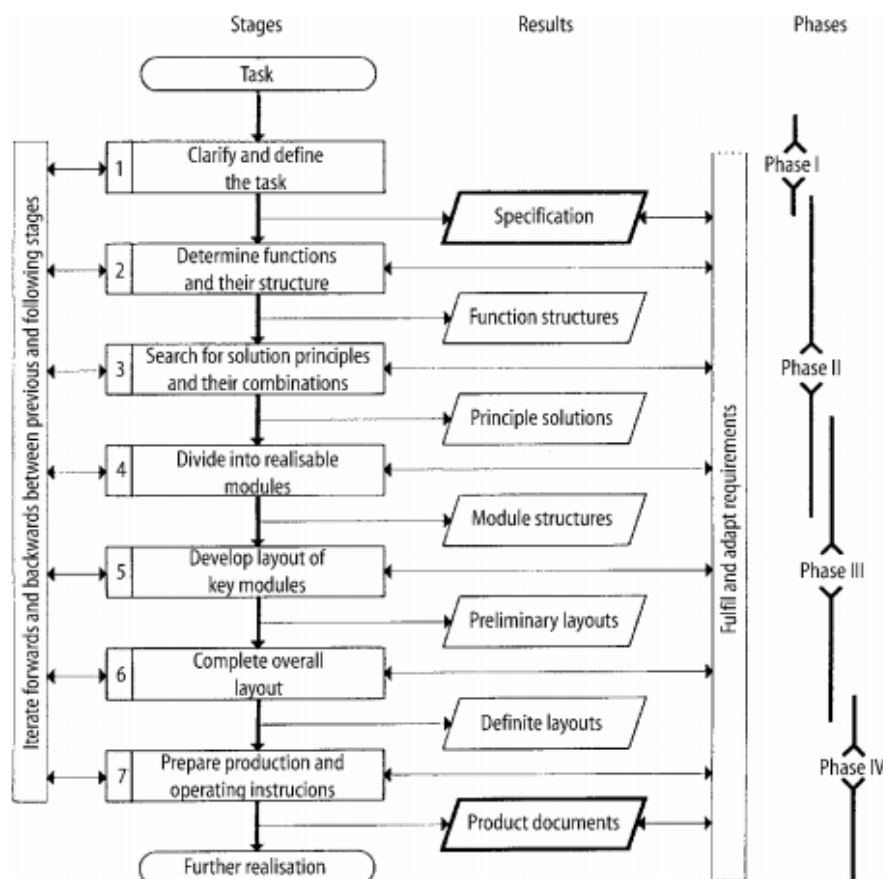 Stages
Results
Phases
Task
1
Clarify and define
the task
Phase I
Specification
2
Determine functions
and their structure
Function structures
3
Search for solution principles
and their combinations
Phase II
Principle solutions
4
Divide into realisable
modules
Module structures
5
Develop layout of
key modules
Phase III
Preliminary layouts
6
Complete overall
layout
Definite layouts
7
Prepare production and
operating instrucions
Phase IV
Product documents
Further realisation
Iterate forwards and backwards between previous and following stages
Fulfil and adapt requirements